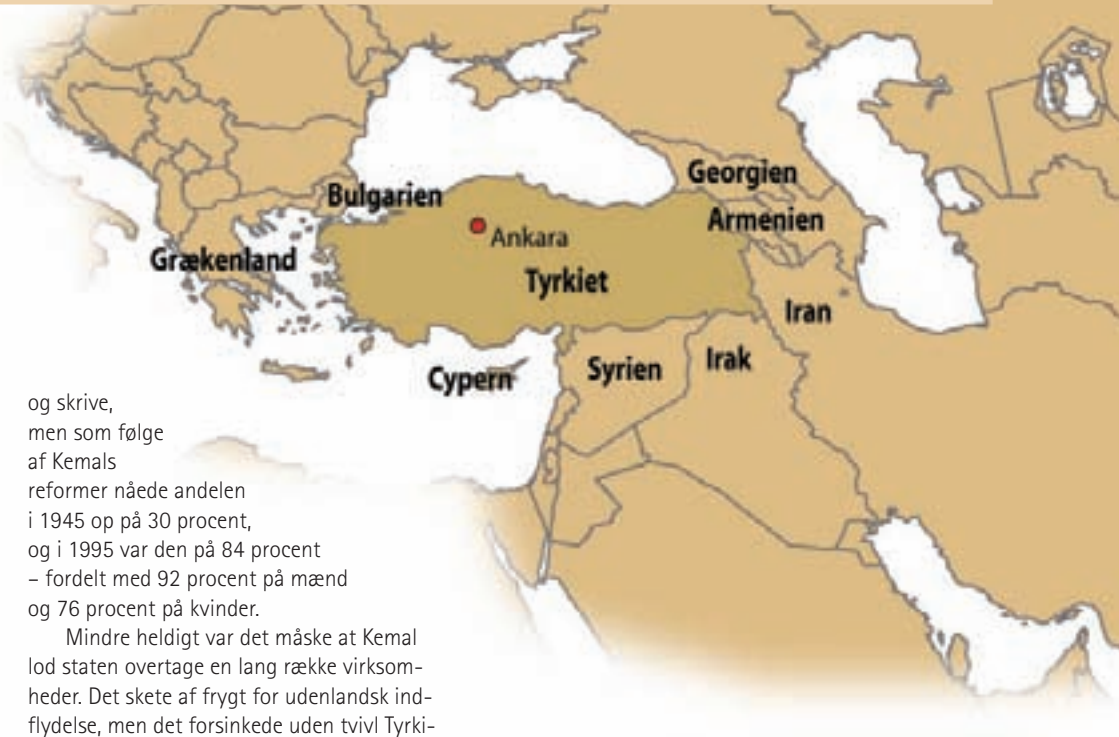 Bulgarien
Georgien
Armenien
Grækenland
Ankara
Tyrkiet
Iran
Cypern
Syrien
Irak
og skrive,
men som følge
af Kemals
reformer nåede andelen
i 1945 op på 30 procent,
og i 1995 var den på 84 procent
– fordelt med 92 procent på mænd
og 76 procent på kvinder.
Mindre heldigt var det måske at Kemal
lod staten overtage en lang række virksom-
heder. Det skete af frygt for udenlandsk ind-
flydelse, men det forsinkede uden tvivl Tyrki-